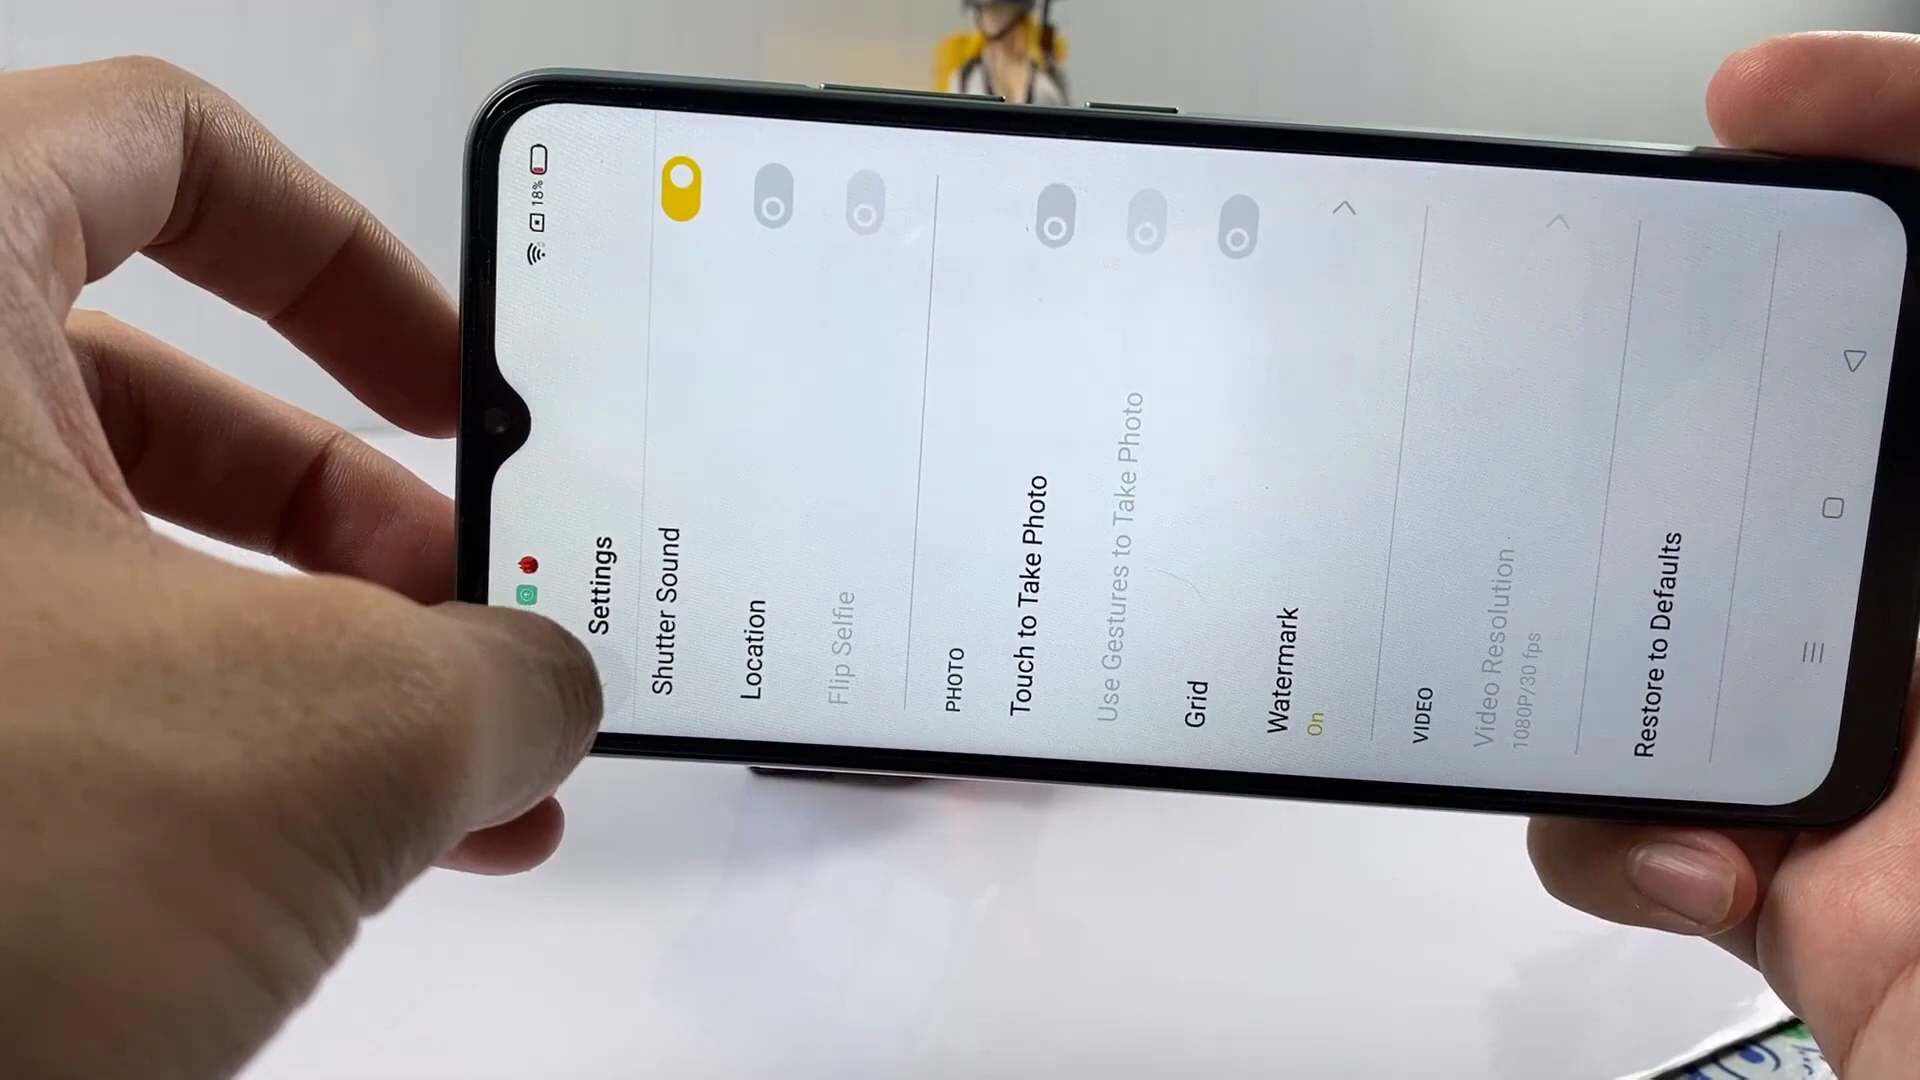 18%
Settings
Shutter Sound
Location
Flip Selfie
PHOTO
Touch to Take Photo
Use Gestures to Take Photo
Grid
Watermark
On
VIDEO
Video Resolution
1080P/30 fps
Restore to Defaults